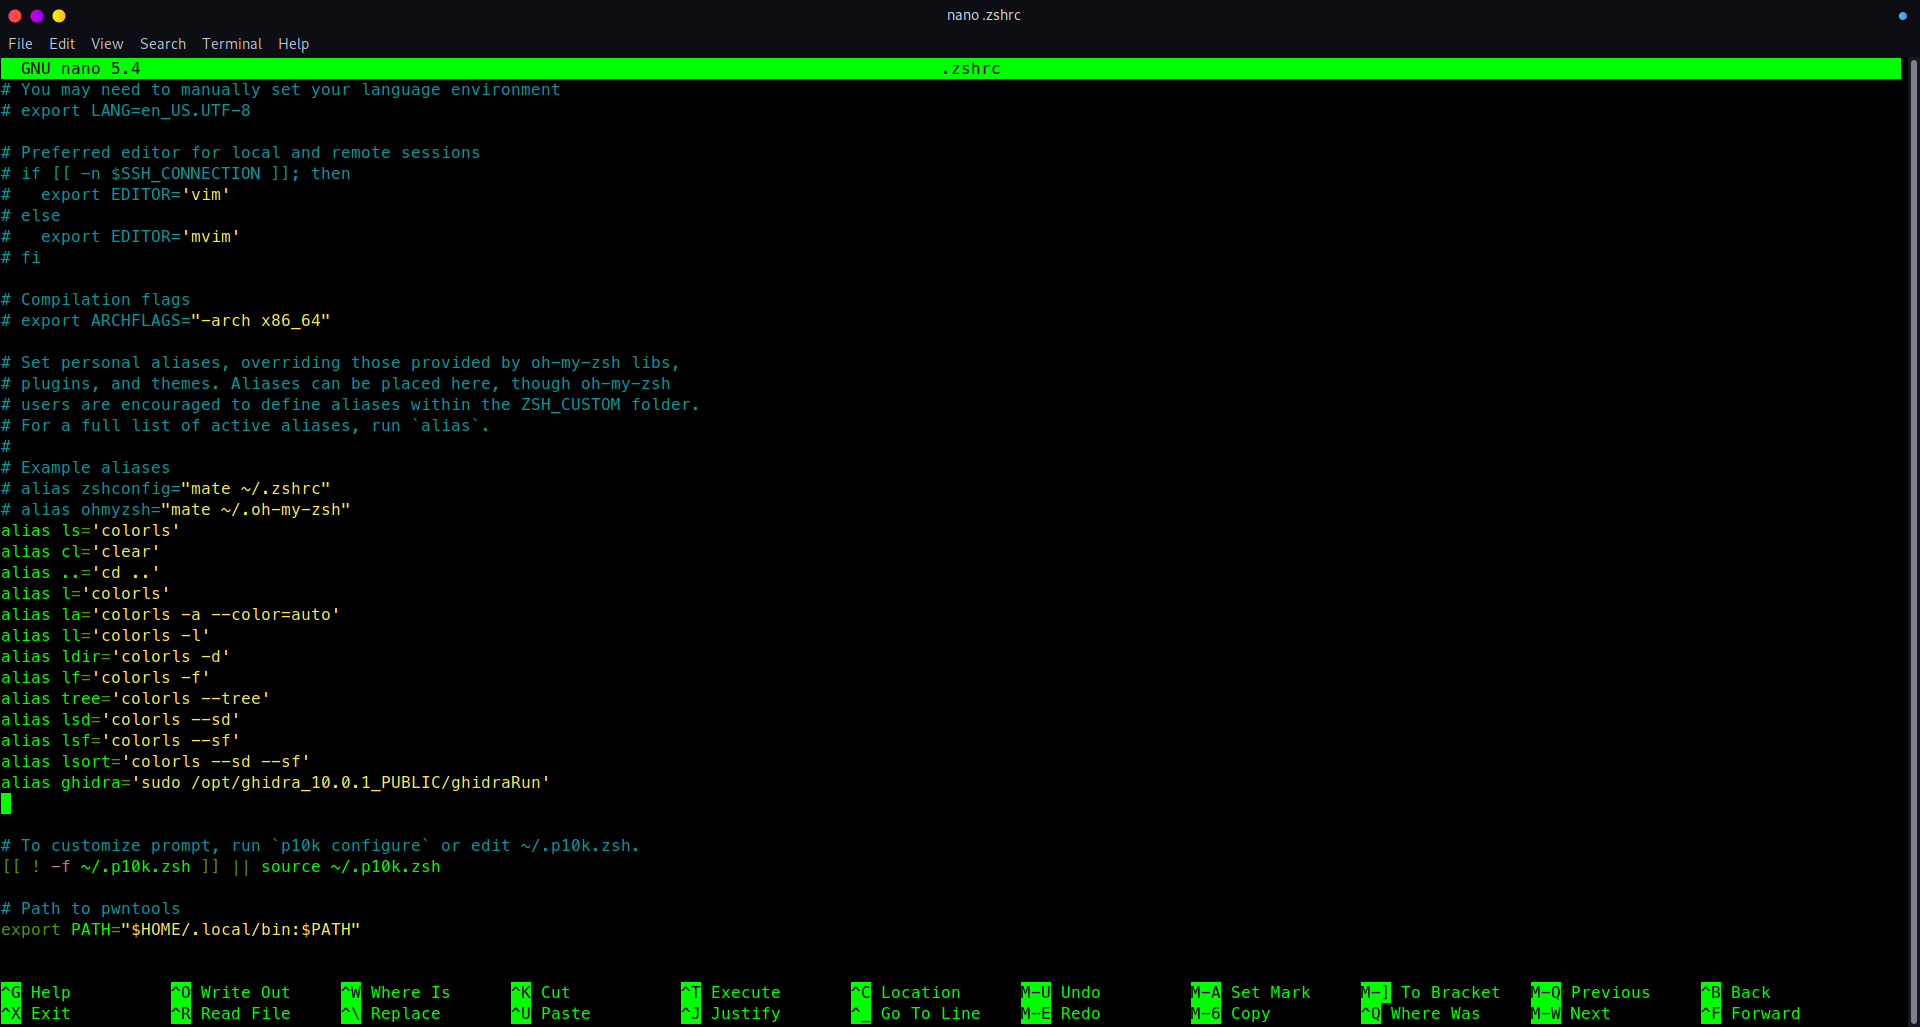 nano .zshrc
File Edit View Search Terminal Help
GNU nano 5.4 .zshrc
# You may need to manually set your language environment
# export LANG=en_US.UTF-8
# Preferred editor for local and remote sessions
# if [[ -n $SSH_CONNECTION ]]; then
#   export EDITOR='vim'
# else
#   export EDITOR='mvim'
# fi
# Compilation flags
# export ARCHFLAGS="-arch x86_64"
# Set personal aliases, overriding those provided by oh-my-zsh libs,
# plugins, and themes. Aliases can be placed here, though oh-my-zsh
# users are encouraged to define aliases within the ZSH_CUSTOM folder.
# For a full list of active aliases, run `alias`.
#
# Example aliases
# alias zshconfig="mate ~/.zshrc"
# alias ohmyzsh="mate ~/.oh-my-zsh"
alias ls='colorls'
alias cl='clear'
alias ..='cd ..'
alias l='colorls'
alias la='colorls -a --color=auto'
alias ll='colorls -l'
alias ldir='colorls -d'
alias lf='colorls -f'
alias tree='colorls --tree'
alias lsd='colorls --sd'
alias lsf='colorls --sf'
alias lsort='colorls --sd --sf'
alias ghidra='sudo /opt/ghidra_10.0.1_PUBLIC/ghidraRun'
# To customize prompt, run `p10k configure` or edit ~/.p10k.zsh.
[[ ! -f ~/.p10k.zsh ]] || source ~/.p10k.zsh
# Path to pwntools
export PATH="$HOME/.local/bin:$PATH"
^G Help ^O Write Out ^W Where Is ^K Cut ^T Execute ^C Location M-U Undo M-A Set Mark M-] To Bracket M-Q Previous ^B Back
^X Exit ^R Read File ^\ Replace ^U Paste ^J Justify ^_ Go To Line M-E Redo M-6 Copy ^Q Where Was M-W Next ^F Forward